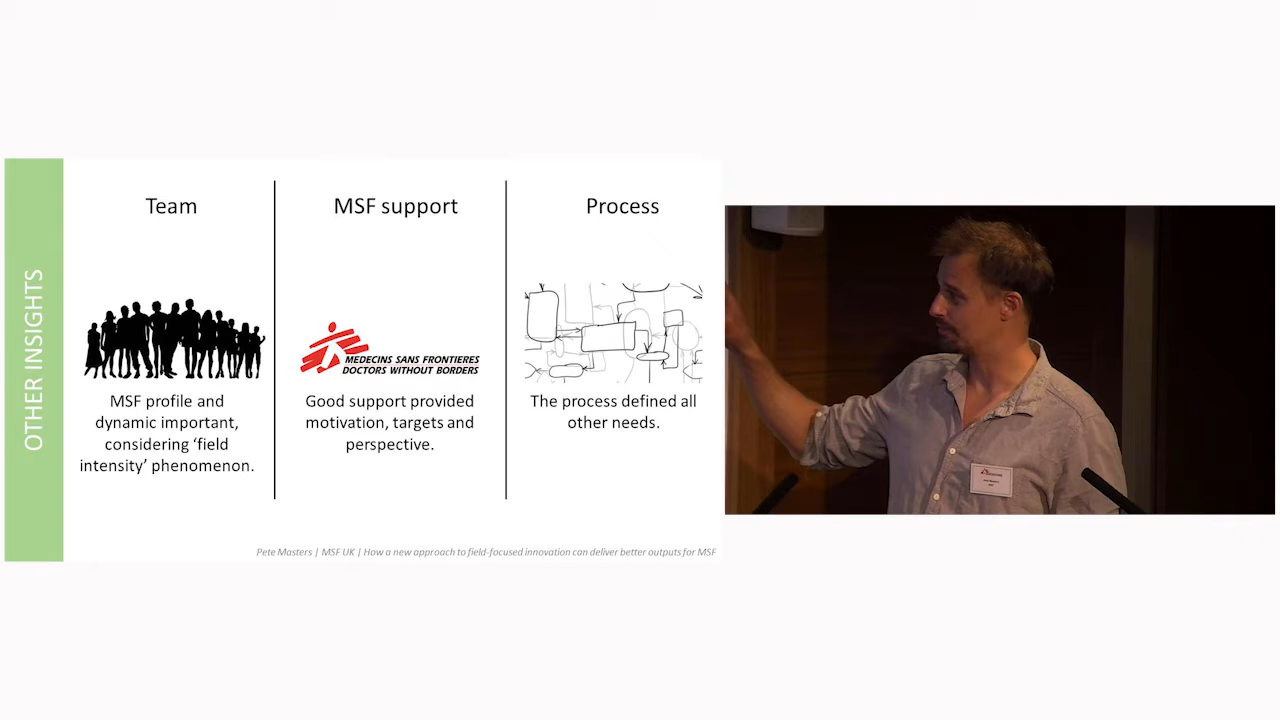 OTHER INSIGHTS
Team
MSF profile and
dynamic important,
considering ‘field
intensity’ phenomenon.
MSF support
MEDECINS SANS FRONTIERES
DOCTORS WITHOUT BORDERS
Good support provided
motivation, targets and
perspective.
Process
The process defined all
other needs.
Pete Masters | MSF UK | How a new approach to field-focused innovation can deliver better outputs for MSF